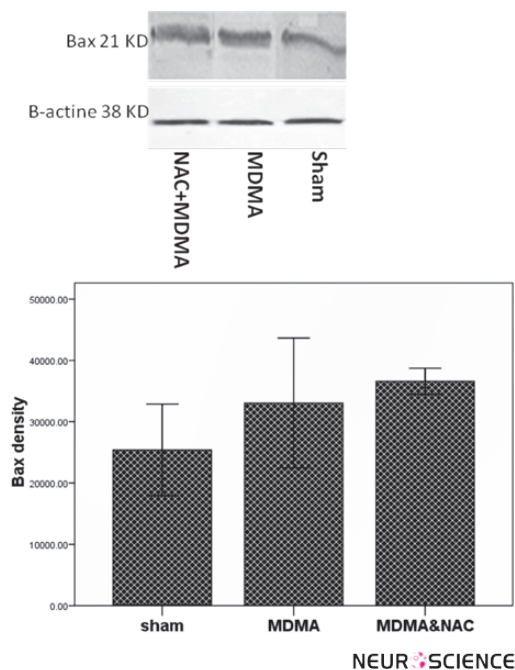 Bax 21 KD
B-actine 38 KD
NAC+MDMA
MDMA
Sham
50000.00
40000.00
30000.00
20000.00
10000.00
0.00
Bax density
sham
MDMA
MDMA&NAC
NEUROSCIENCE